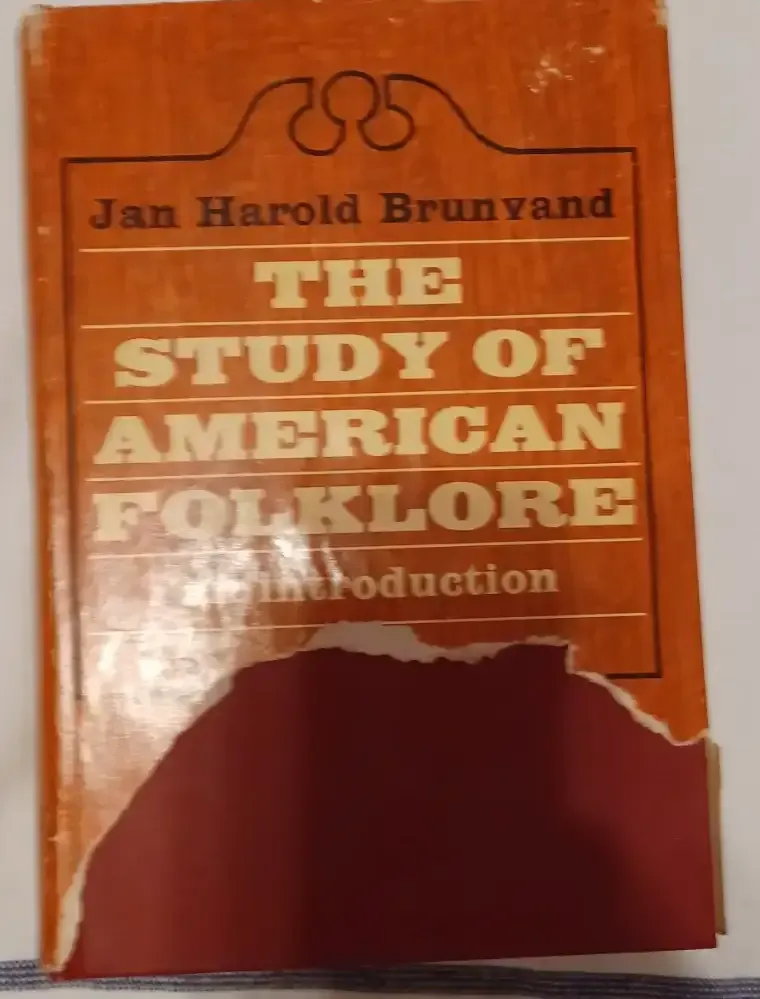 Jan Harold Brunvand
THE
STUDY OF
AMERICAN
FOLKLORE
introduction